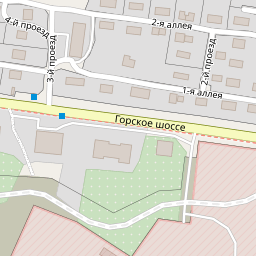 4-й проезд
2-я аллея
3-й проезд
2-й проезд
1-я аллея
Горское шоссе